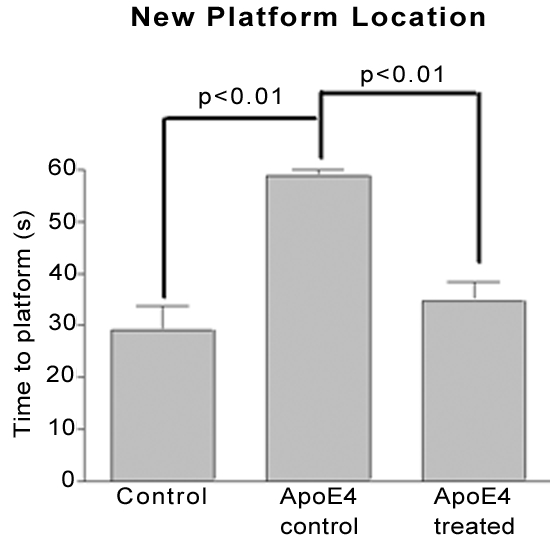 New Platform Location
p<0.01
p<0.01
Time to platform (s)
60
50
40
30
20
10
0
Control
ApoE4
control
ApoE4
treated